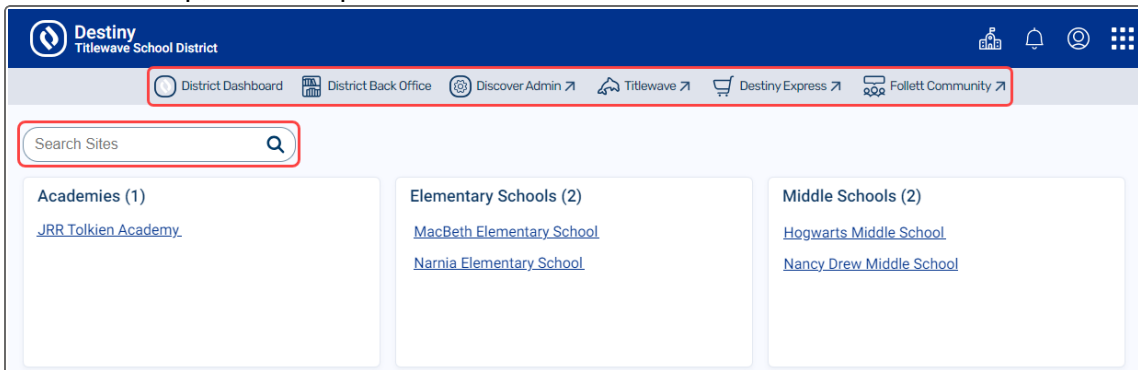 Destiny
Titlewave School District
District Dashboard District Back Office Discover Admin Titlewave Destiny Express Follett Community
Search Sites
Academies (1)
JRR Tolkien Academy
Elementary Schools (2)
MacBeth Elementary School
Narnia Elementary School
Middle Schools (2)
Hogwarts Middle School
Nancy Drew Middle School